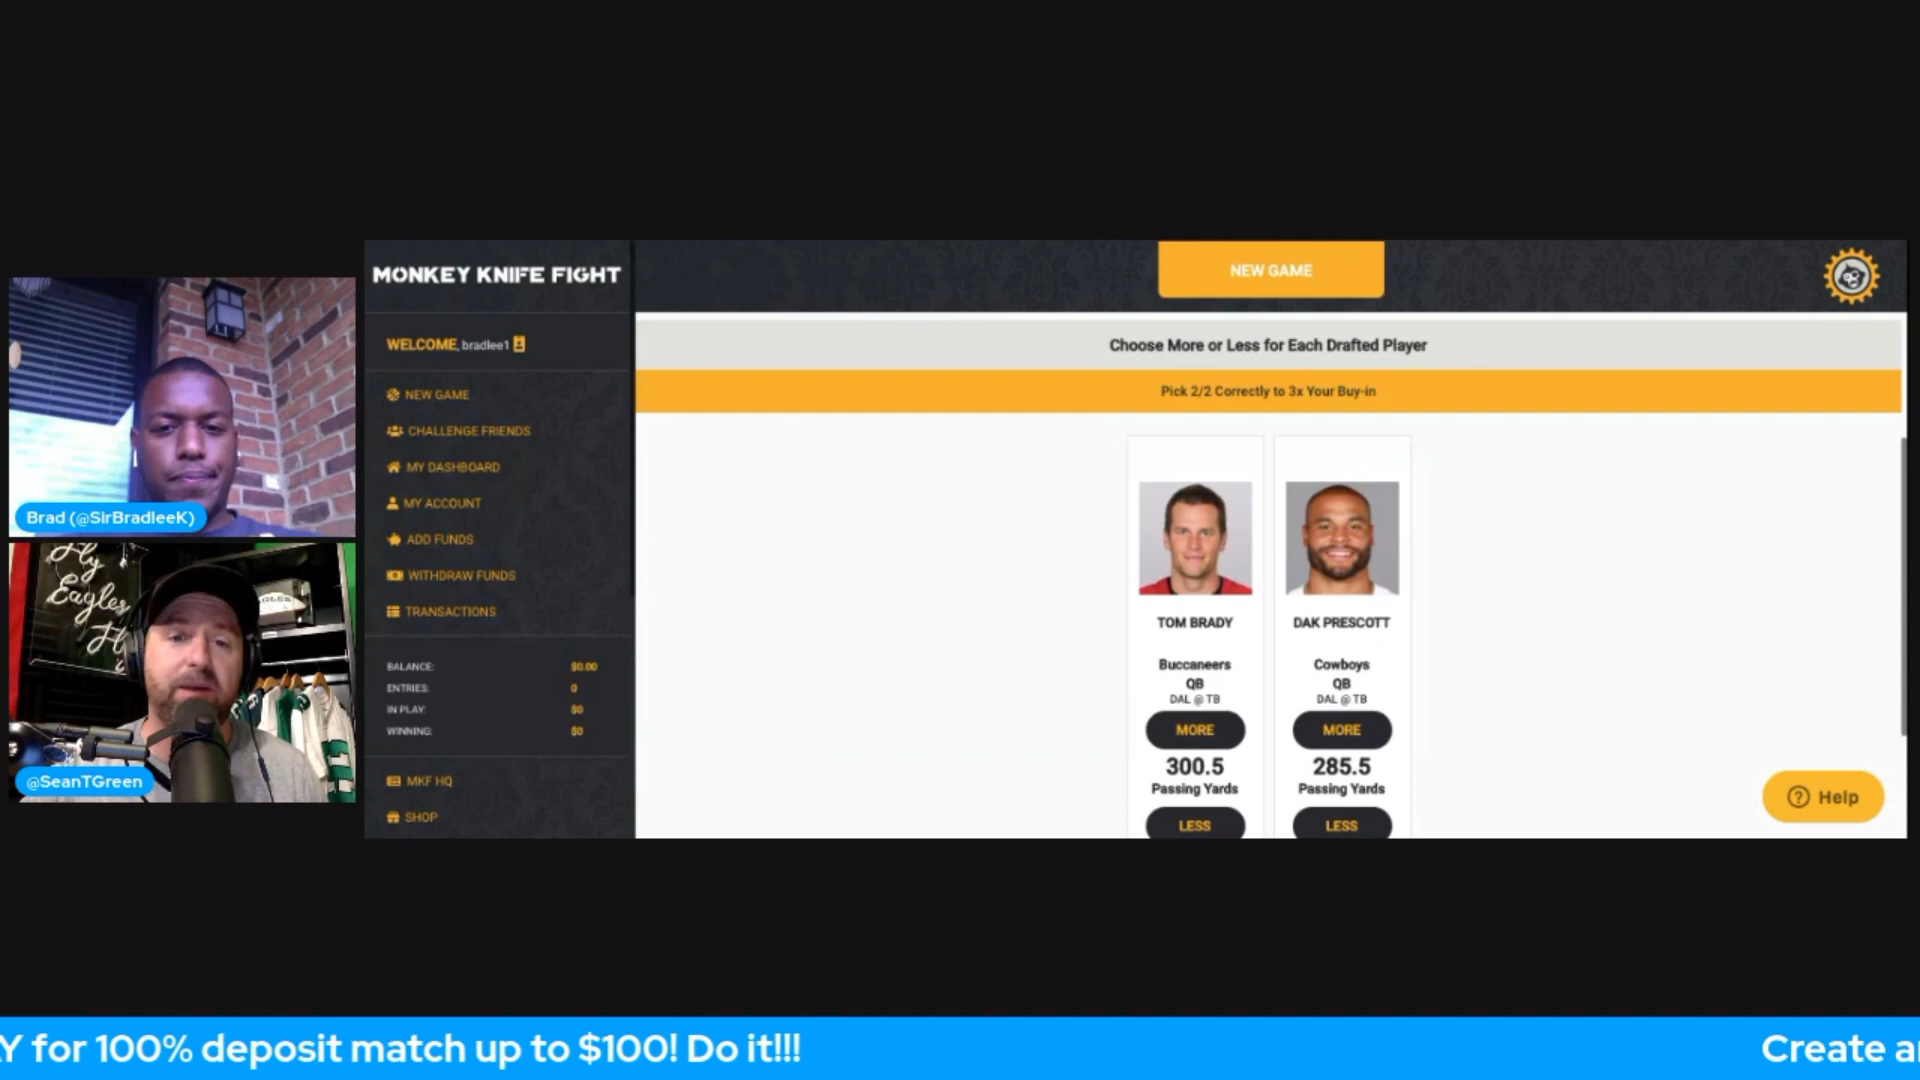 Brad (@SirBradleeK)
Fly
Eagles
@SeanTGreen
MONKEY KNIFE FIGHT
WELCOME, bradlee1
NEW GAME
CHALLENGE FRIENDS
MY DASHBOARD
MY ACCOUNT
ADD FUNDS
WITHDRAW FUNDS
TRANSACTIONS
BALANCE: $0.00
ENTRIES: 0
IN PLAY: $0
WINNING: $0
MKF HQ
SHOP
NEW GAME
Choose More or Less for Each Drafted Player
Pick 2/2 Correctly to 3x Your Buy-in
TOM BRADY
Buccaneers
QB
DAL @ TB
MORE
300.5
Passing Yards
LESS
DAK PRESCOTT
Cowboys
QB
DAL @ TB
MORE
285.5
Passing Yards
LESS
Help
Y for 100% deposit match up to $100! Do it!!!
Create